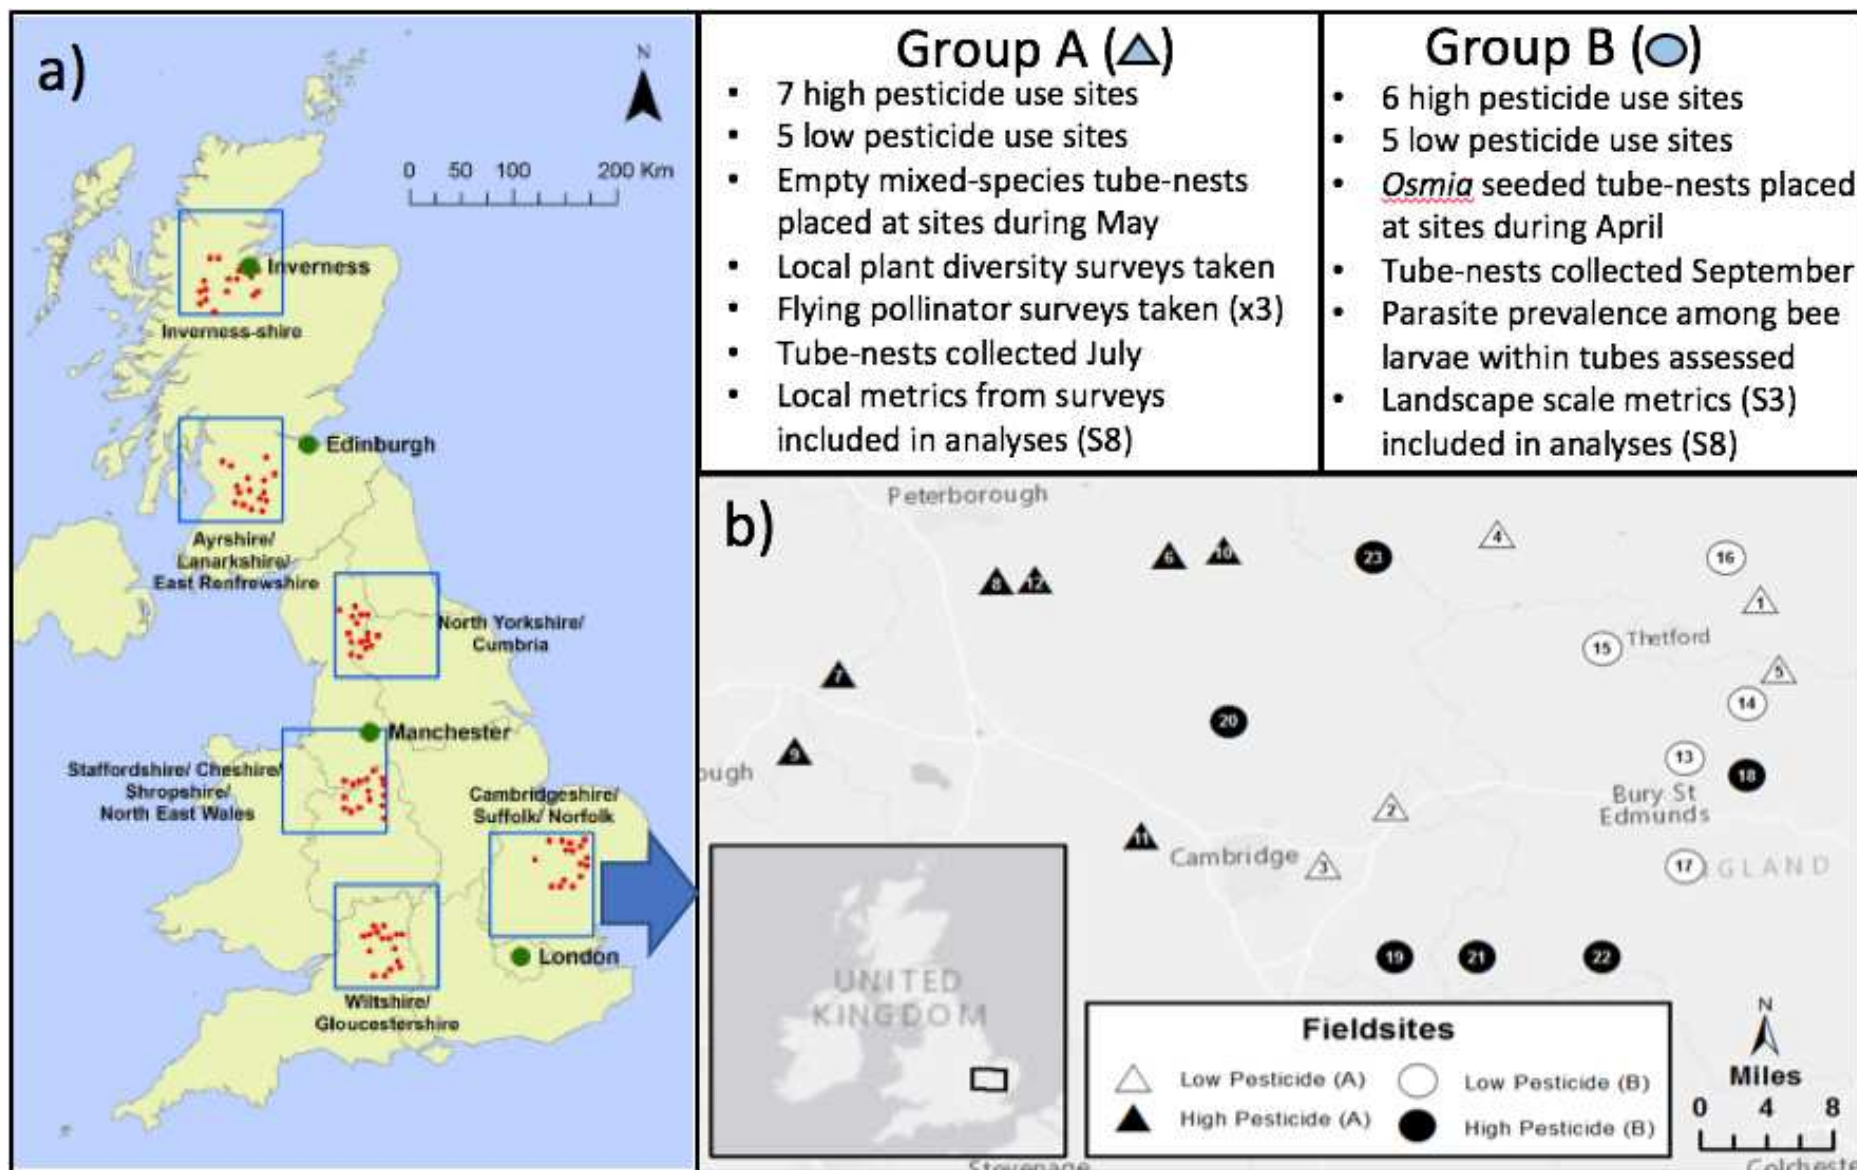 a)
N
0 50 100 200 Km
Inverness
Inverness-shire
Edinburgh
Ayrshire/
Lanarkshire/
East Renfrewshire
North Yorkshire/
Cumbria
Manchester
Staffordshire/ Cheshire/
Shropshire/
North East Wales
Cambridgeshire/
Suffolk/ Norfolk
London
Wiltshire/
Gloucestershire
Group A ( )
▪ 7 high pesticide use sites
▪ 5 low pesticide use sites
▪ Empty mixed-species tube-nests
placed at sites during May
▪ Local plant diversity surveys taken
▪ Flying pollinator surveys taken (x3)
▪ Tube-nests collected July
▪ Local metrics from surveys
included in analyses (S8)
Group B ( )
• 6 high pesticide use sites
• 5 low pesticide use sites
• Osmia seeded tube-nests placed
at sites during April
• Tube-nests collected September
• Parasite prevalence among bee
larvae within tubes assessed
• Landscape scale metrics (S3)
included in analyses (S8)
b)
Peterborough
4
6
10
23
16
8
12
1
15
Thetford
7
5
14
20
9
13
ough
18
Bury St
Edmunds
2
11
Cambridge
3
17
GLAND
19
21
22
UNITED
KINGDOM
Fieldsites
Low Pesticide (A)
Low Pesticide (B)
High Pesticide (A)
High Pesticide (B)
N
Miles
0 4 8
Stevenage
Colcheste